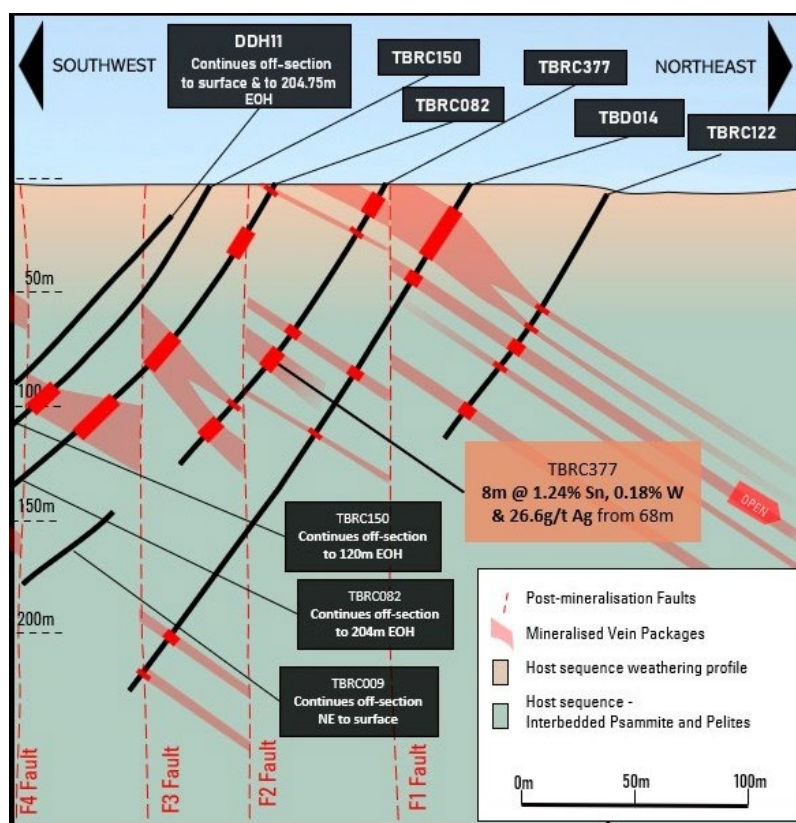 DDH11
Continues off-section
to surface & to 204.75m
EOH
TBRC150
TBRC082
TBRC377
TBD014
TBRC122
SOUTHWEST
NORTHEAST
50m
100m
150m
200m
TBRC377
8m @ 1.24% Sn, 0.18% W
& 26.6g/t Ag from 68m
OPEN
TBRC150
Continues off-section
to 120m EOH
TBRC082
Continues off-section
to 204m EOH
TBRC009
Continues off-section
NE to surface
F4 Fault
F3 Fault
F2 Fault
F1 Fault
Post-mineralisation Faults
Mineralised Vein Packages
Host sequence weathering profile
Host sequence -
Interbedded Psammite and Pelites
0m
50m
100m